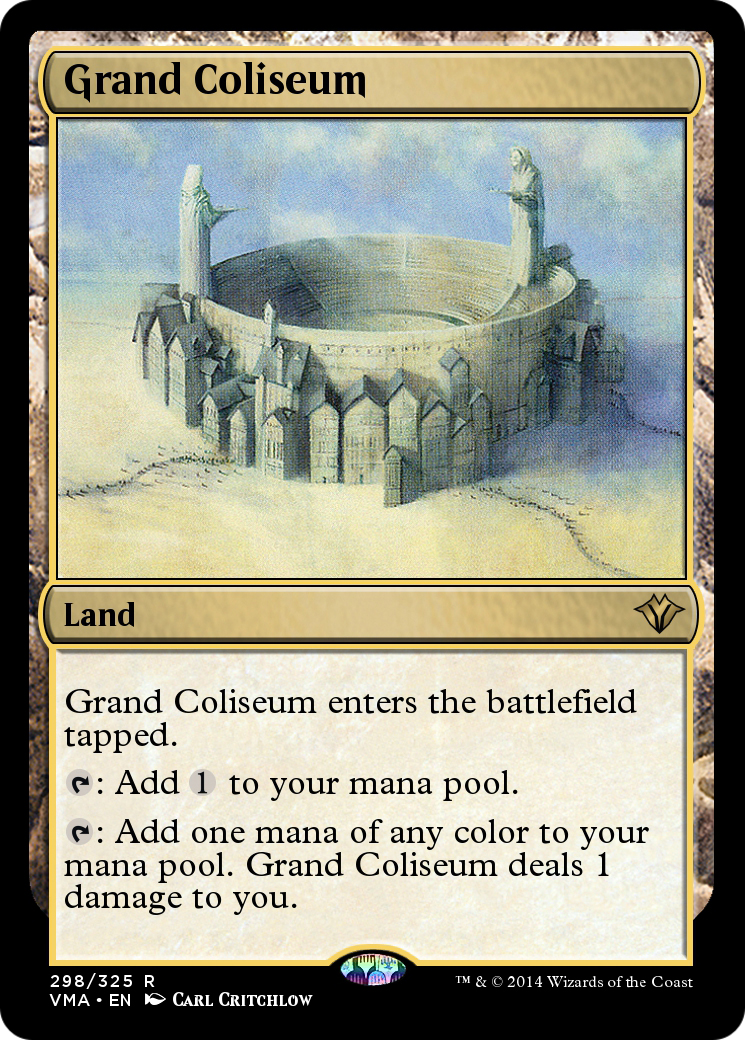 Grand Coliseum
Land
Grand Coliseum enters the battlefield
tapped.
: Add 1 to your mana pool.
: Add one mana of any color to your
mana pool. Grand Coliseum deals 1
damage to you.
298/325 R
VMA • EN CARL CRITCHLOW
™ & © 2014 Wizards of the Coast